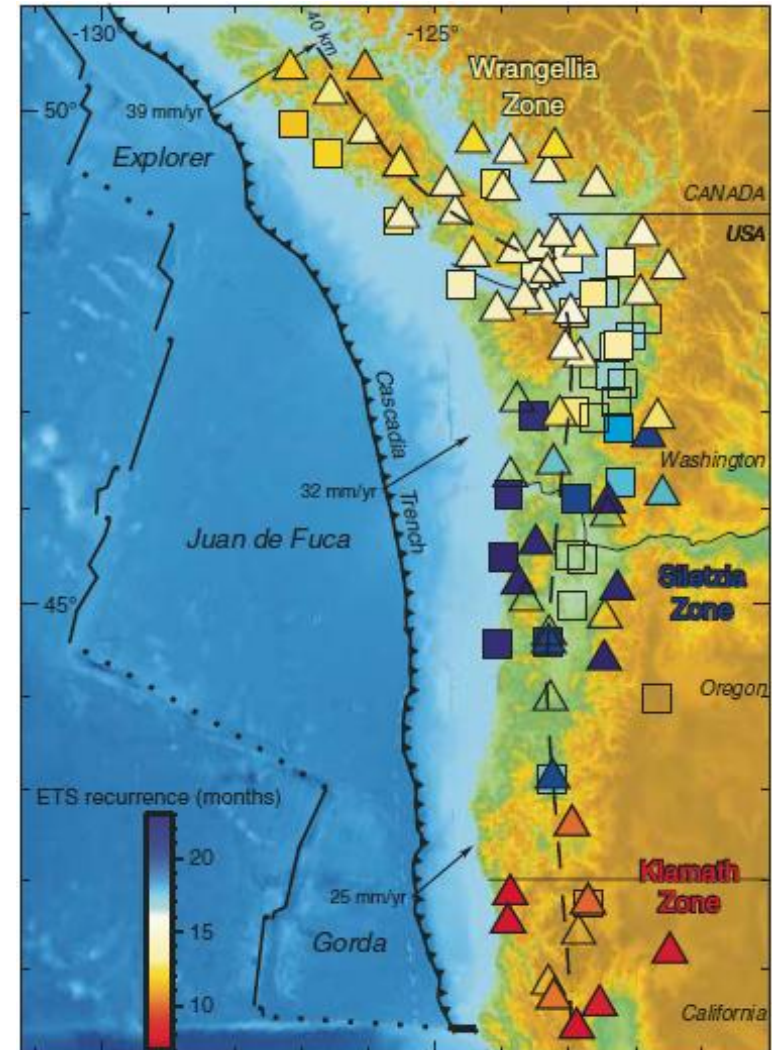 -130°
-125°
40 km
Wrangellia
Zone
50°
39 mm/yr
Explorer
CANADA
USA
Cascadia
Trench
Washington
32 mm/yr
Juan de Fuca
Siletzia
Zone
45°
Oregon
ETS recurrence (months)
20
15
10
Klamath
Zone
25 mm/yr
Gorda
California